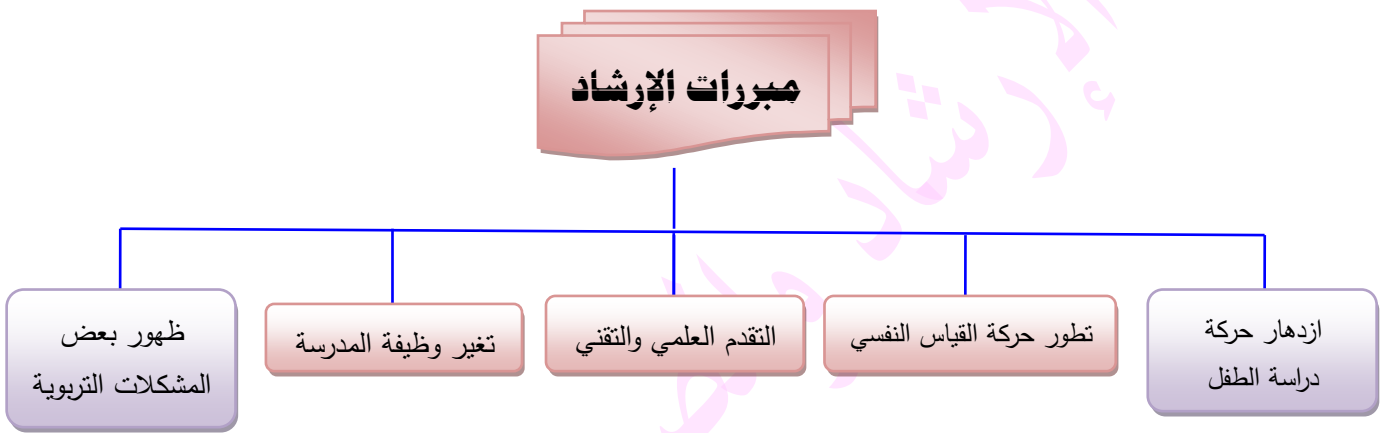 مبررات الإرشاد
ازدهار حركة
دراسة الطفل
تطور حركة القياس النفسي
التقدم العلمي والتقني
تغير وظيفة المدرسة
ظهور بعض
المشكلات التربوية